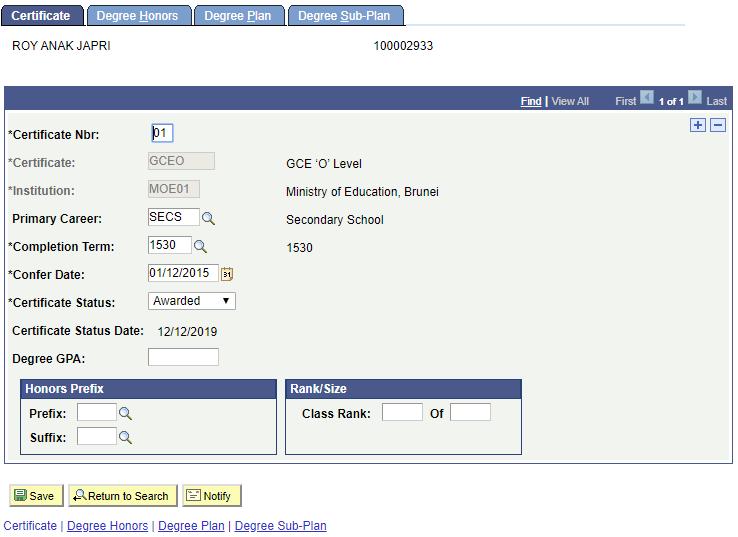 Certificate Degree Honors Degree Plan Degree Sub-Plan
ROY ANAK JAPRI 100002933
Find | View All First 1 of 1 Last
*Certificate Nbr: 01
*Certificate: GCEO GCE ‘O’ Level
*Institution: MOE01 Ministry of Education, Brunei
Primary Career: SECS Secondary School
*Completion Term: 1530 1530
*Confer Date: 01/12/2015 31
*Certificate Status: Awarded
Certificate Status Date: 12/12/2019
Degree GPA:
Honors Prefix Rank/Size
Prefix: Class Rank: Of
Suffix:
Save Return to Search Notify
Certificate | Degree Honors | Degree Plan | Degree Sub-Plan